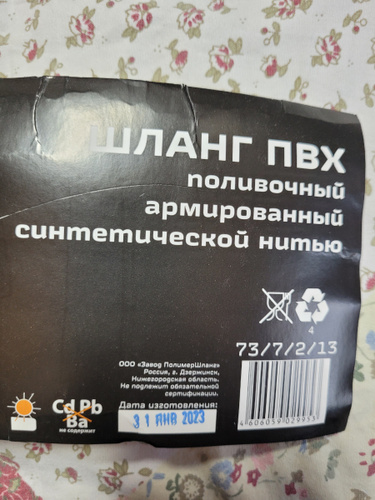 ШЛАНГ ПВХ
поливочный
армированный
синтетической нитью
4
73/7/2/13
ООО «Завод ПолимерШланг»
Россия, г. Дзержинск,
Нижегородская область.
Не подлежит обязательной
сертификации.
Дата изготовления:
31 ЯНВ 2023
Cd Pb
Ba
не содержит
4606059029953